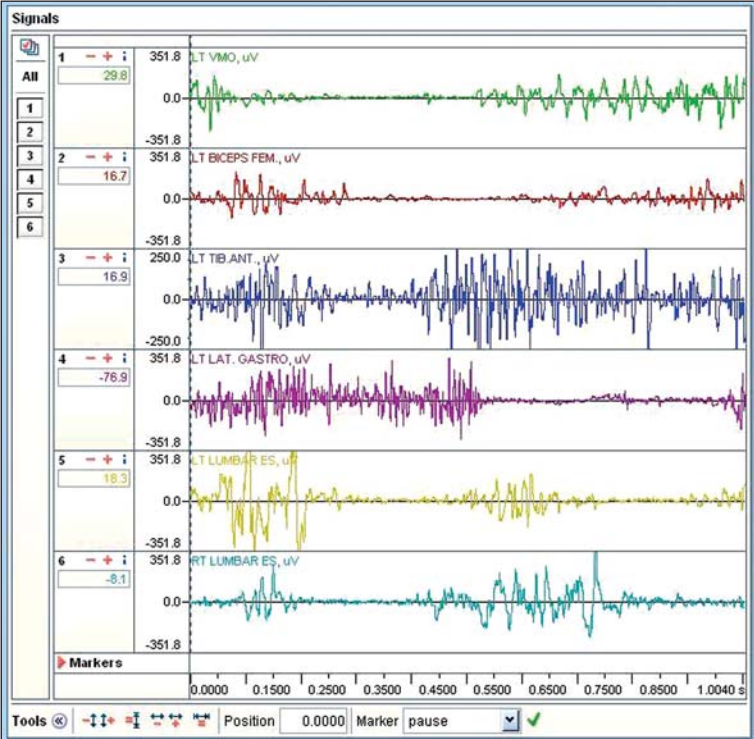 Signals
All
1
2
3
4
5
6
1 − + i
29.8
351.8
0.0
-351.8
LT VMO, uV
2 − + i
16.7
351.8
0.0
-351.8
LT BICEPS FEM., uV
3 − + i
16.9
250.0
0.0
-250.0
LT TIB.ANT., uV
4 − + i
-76.9
351.8
0.0
-351.8
LT LAT. GASTRO, uV
5 − + i
18.3
351.8
0.0
-351.8
LT LUMBAR ES, uV
6 − + i
-8.1
351.8
0.0
-351.8
RT LUMBAR ES, uV
Markers
0.0000 0.1500 0.2500 0.3500 0.4500 0.5500 0.6500 0.7500 0.8500 1.0040 s
Tools Position 0.0000 Marker pause